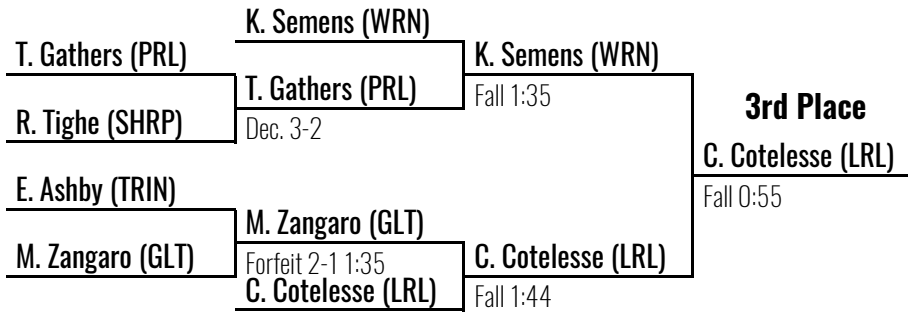 K. Semens (WRN)
T. Gathers (PRL)
K. Semens (WRN)
T. Gathers (PRL)
Fall 1:35
3rd Place
R. Tighe (SHRP)
Dec. 3-2
C. Cotelesse (LRL)
E. Ashby (TRIN)
Fall 0:55
M. Zangaro (GLT)
M. Zangaro (GLT)
Forfeit 2-1 1:35
C. Cotelesse (LRL)
C. Cotelesse (LRL)
Fall 1:44